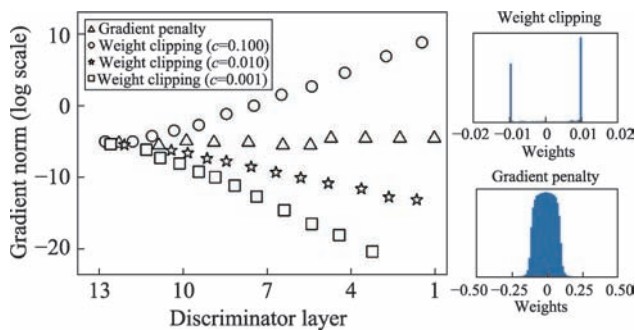 Gradient norm (log scale)
10
0
−10
−20
Gradient penalty
Weight clipping (c=0.100)
Weight clipping (c=0.010)
Weight clipping (c=0.001)
13 10 7 4 1
Discriminator layer
Weight clipping
−0.02 −0.01 0 0.01 0.02
Weights
Gradient penalty
−0.50 −0.25 0 0.25 0.50
Weights